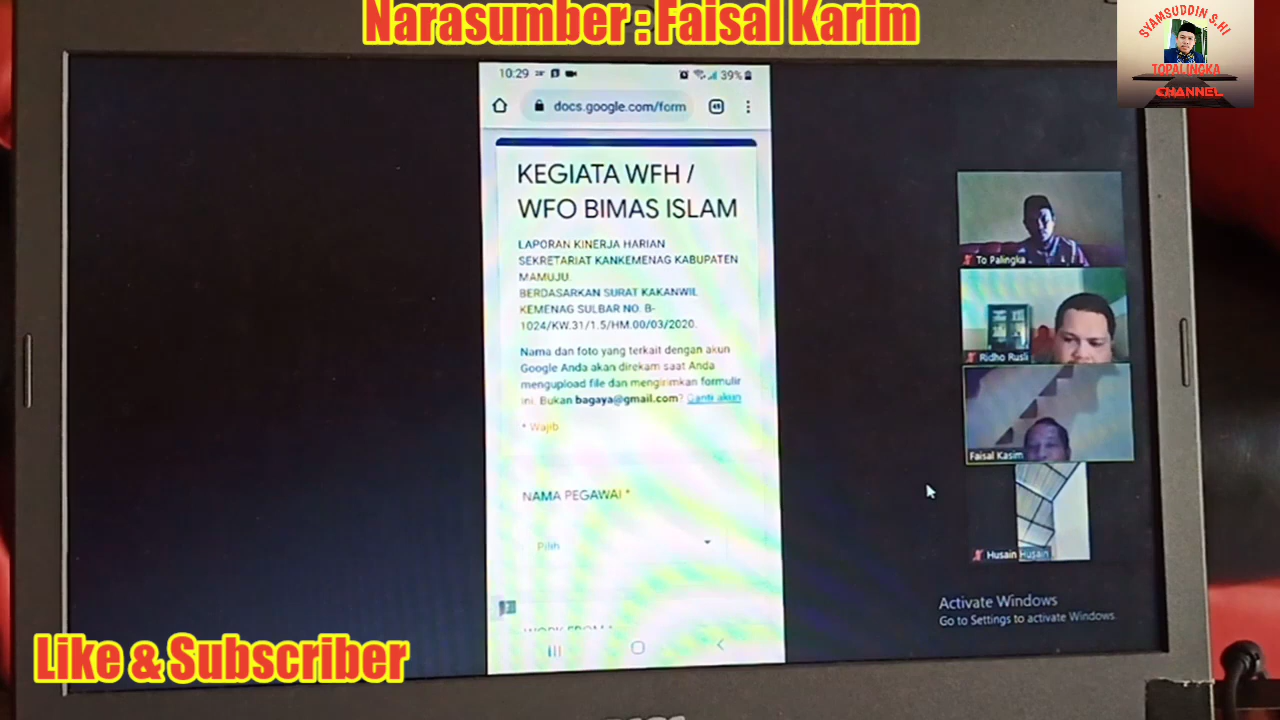 Narasumber : Faisal Karim
SYAMSUDDIN S.HI
TOPALINGKA
CHANNEL
10:29
39%
docs.google.com/form
KEGIATA WFH /
WFO BIMAS ISLAM
LAPORAN KINERJA HARIAN
SEKRETARIAT KANKEMENAG KABUPATEN
MAMUJU
BERDASARKAN SURAT KAKANWIL
KEMENAG SULBAR NO. B-
1024/KW.31/1.5/HM.00/03/2020.
Nama dan foto yang terkait dengan akun
Google Anda akan direkam saat Anda
mengupload file dan mengirimkan formulir
ini. Bukan bagaya@gmail.com? Ganti akun
* Wajib
NAMA PEGAWAI *
Pilih
To Palingka
Ridho Rusli
Faisal Kasim
Husain Husain
Activate Windows
Go to Settings to activate Windows.
Like & Subscriber